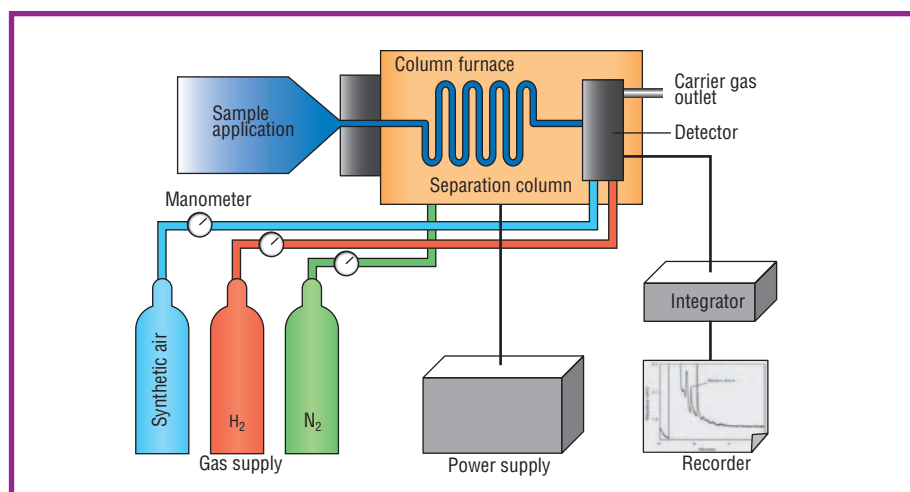 Column furnace
Carrier gas
outlet
Sample
application
Detector
Separation column
Manometer
Integrator
Synthetic air
H₂
N₂
Gas supply
Power supply
Recorder